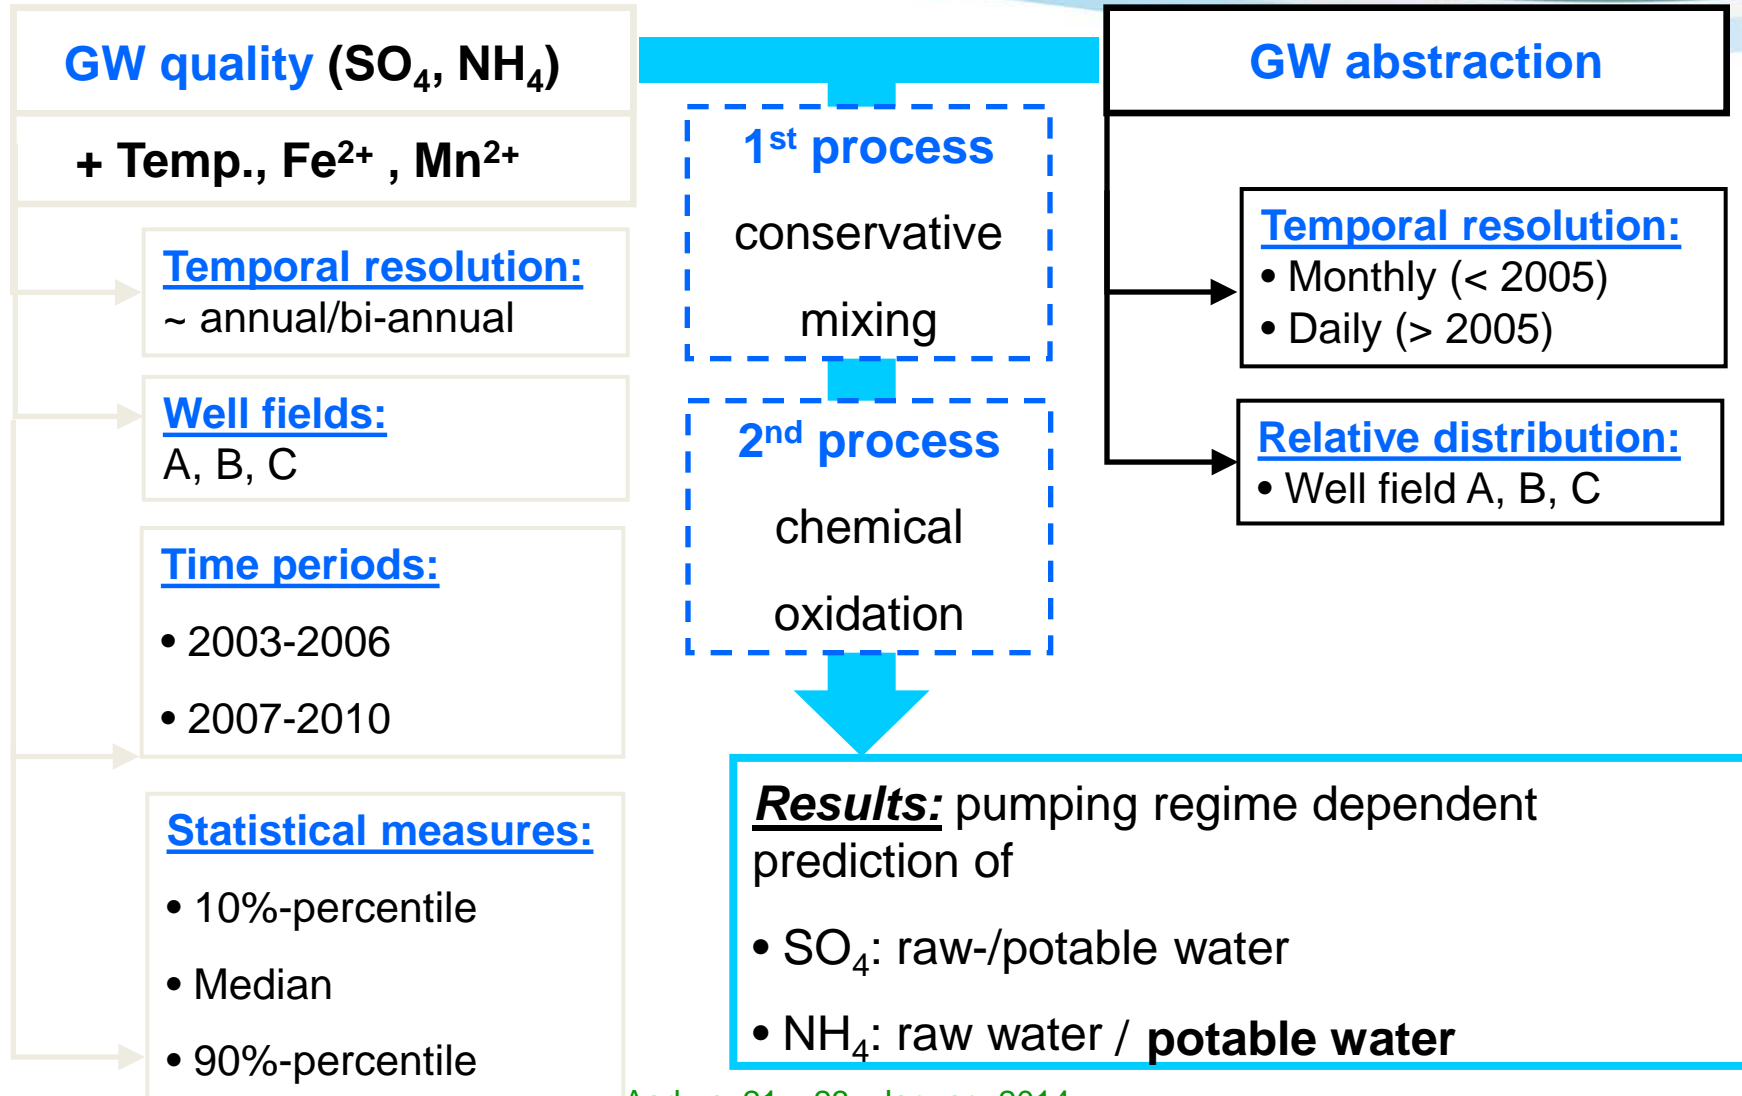 GW quality (SO4, NH4)
+ Temp., Fe2+ , Mn2+
Temporal resolution:
~ annual/bi-annual
Well fields:
A, B, C
Time periods:
• 2003-2006
• 2007-2010
Statistical measures:
• 10%-percentile
• Median
• 90%-percentile
1st process
conservative
mixing
2nd process
chemical
oxidation
GW abstraction
Temporal resolution:
• Monthly (< 2005)
• Daily (> 2005)
Relative distribution:
• Well field A, B, C
Results: pumping regime dependent
prediction of
• SO4: raw-/potable water
• NH4: raw water / potable water